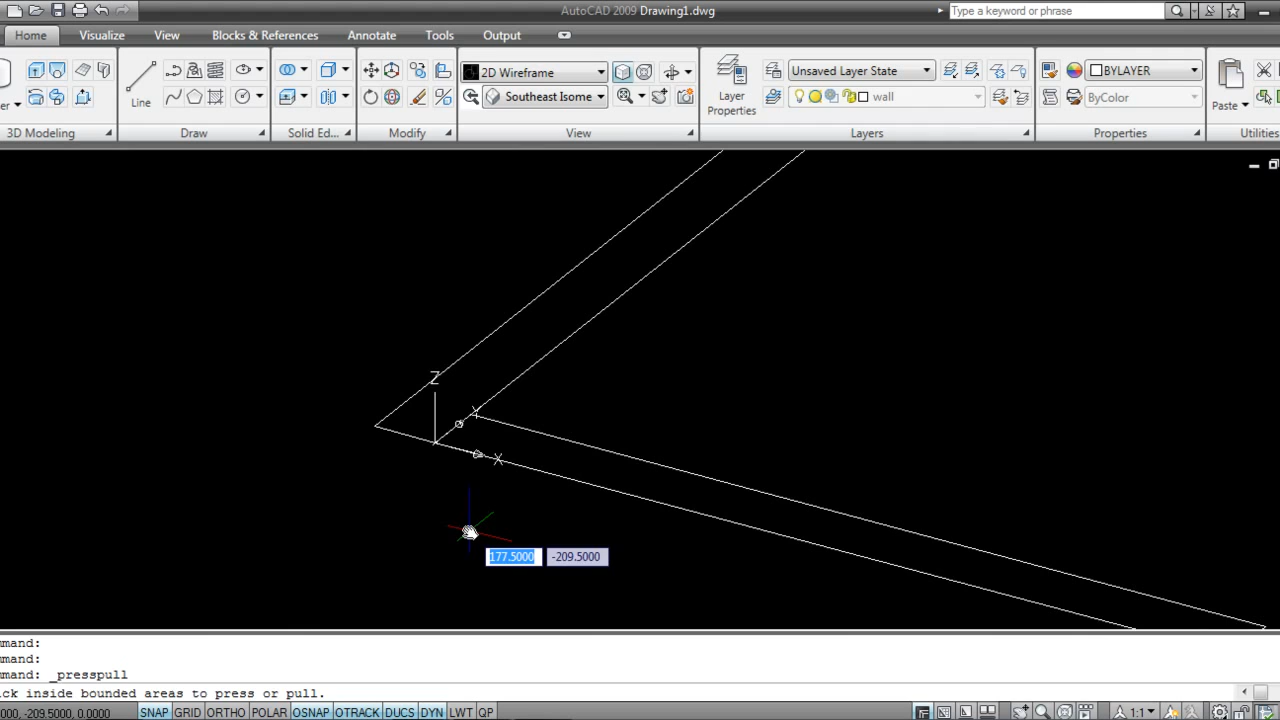 AutoCAD 2009 Drawing1.dwg
Type a keyword or phrase
Home Visualize View Blocks & References Annotate Tools Output
2D Wireframe
Unsaved Layer State
BYLAYER
Line
Southeast Isome
Layer
Properties
wall
ByColor
Paste
3D Modeling
Draw
Solid Ed...
Modify
View
Layers
Properties
Utilities
Z
X
177.5000 -209.5000
mmand:
mmand:
mmand: _presspull
ck inside bounded areas to press or pull.
000, -209.5000, 0.0000 SNAP GRID ORTHO POLAR OSNAP OTRACK DUCS DYN LWT QP 1:1